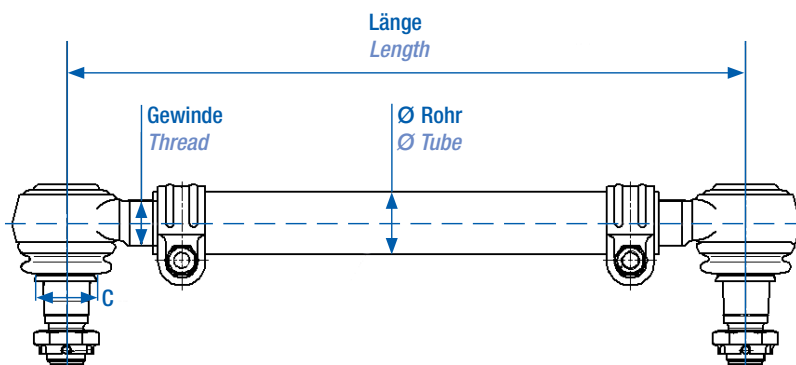 Länge
Length
Gewinde
Thread
Ø Rohr
Ø Tube
C